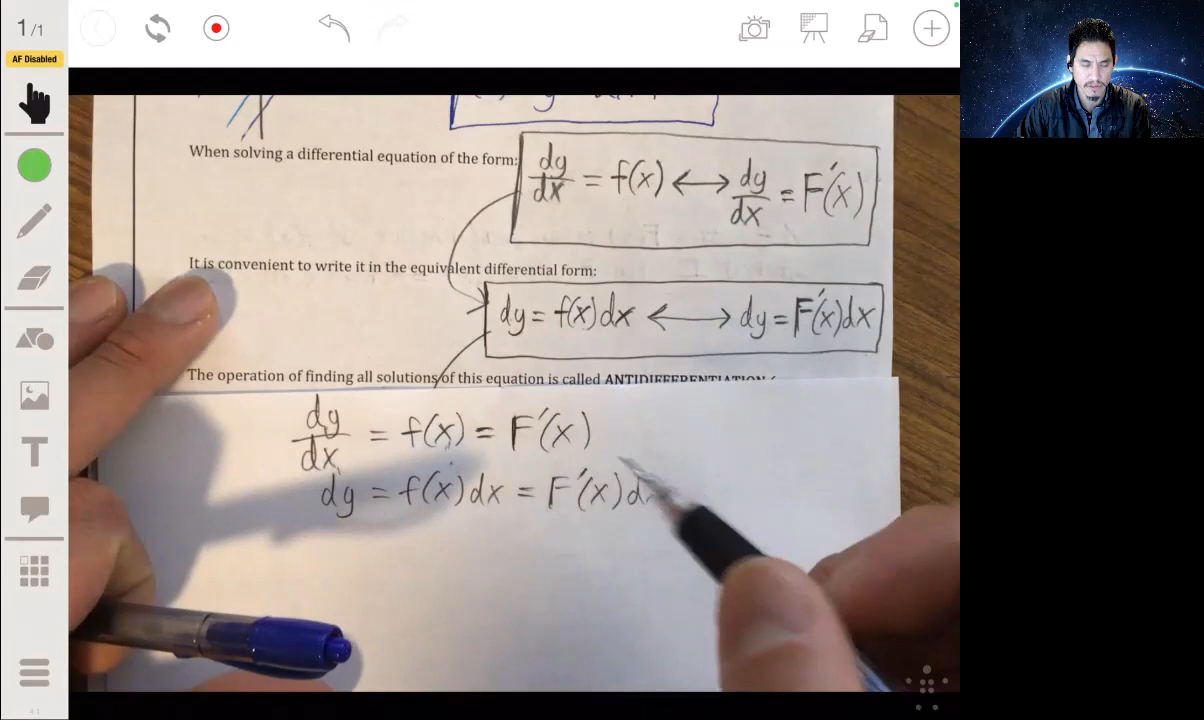 1/1
AF Disabled
When solving a differential equation of the form:
dy/dx = f(x) ⟷ dy/dx = F'(x)
It is convenient to write it in the equivalent differential form:
dy = f(x)dx ⟷ dy = F'(x)dx
The operation of finding all solutions of this equation is called ANTIDIFFERENTIATION
dy/dx = f(x) = F'(x)
dy = f(x)dx = F'(x)dx
T